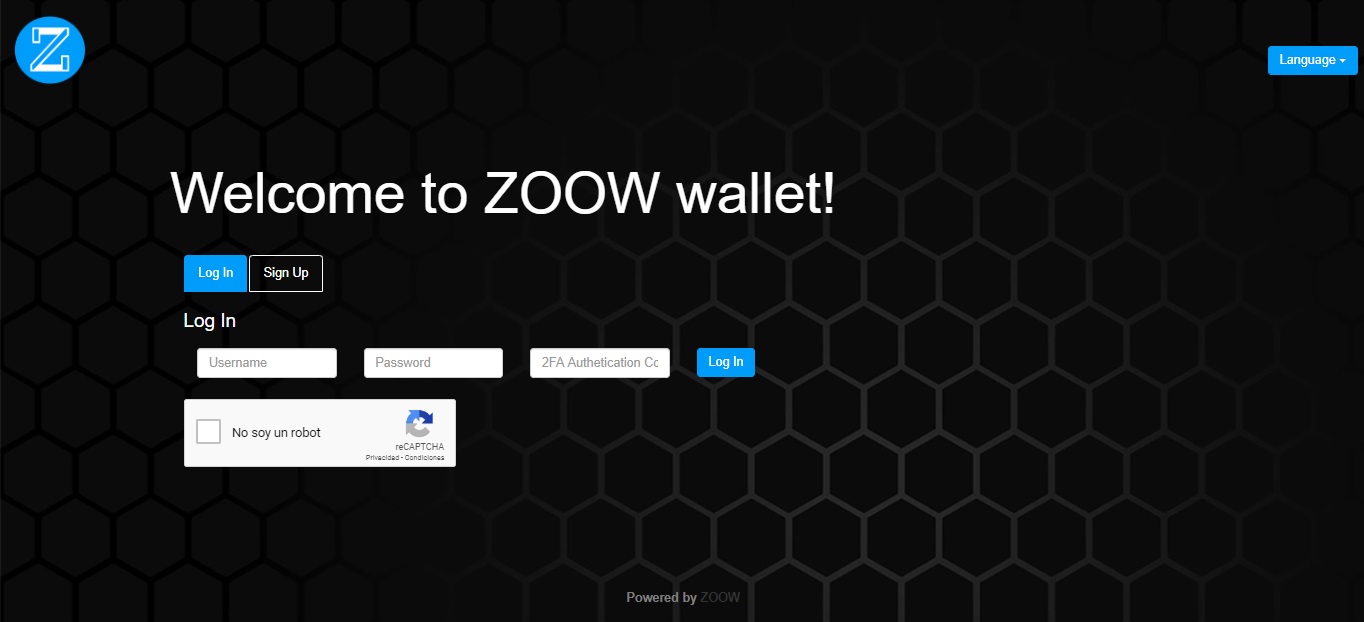 Z
Language
Welcome to ZOOW wallet!
Log In
Sign Up
Log In
Username
Password
2FA Authetication Cc
Log In
No soy un robot
reCAPTCHA
Privacidad - Condiciones
Powered by ZOOW